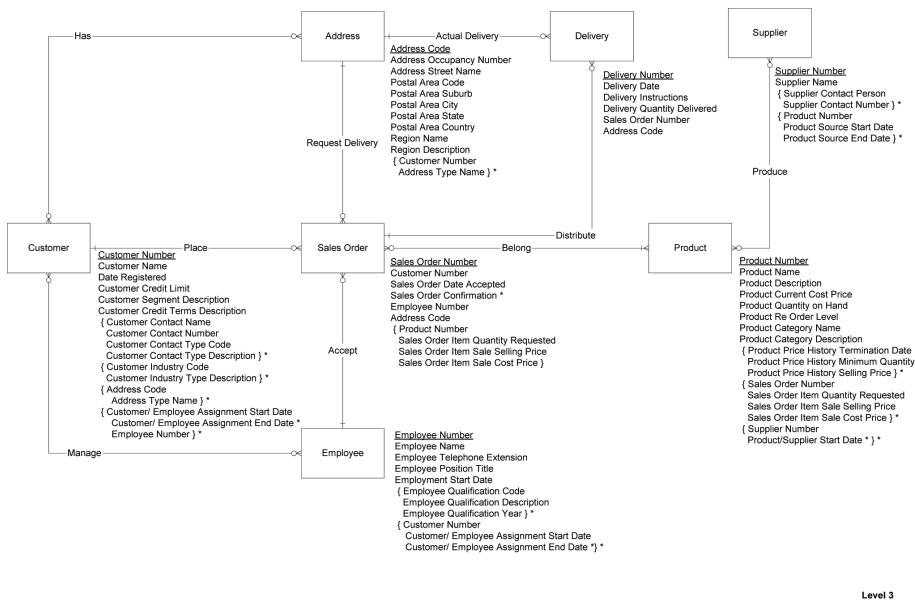 Has
Address
Actual Delivery
Delivery
Supplier
Address Code
Address Occupancy Number
Address Street Name
Postal Area Code
Postal Area Suburb
Postal Area City
Postal Area State
Postal Area Country
Region Name
Region Description
{ Customer Number
Address Type Name } *
Delivery Number
Delivery Date
Delivery Instructions
Delivery Quantity Delivered
Sales Order Number
Address Code
Supplier Number
Supplier Name
{ Supplier Contact Person
Supplier Contact Number } *
{ Product Number
Product Source Start Date
Product Source End Date } *
Request Delivery
Produce
Distribute
Customer
Place
Sales Order
Belong
Product
Customer Number
Customer Name
Date Registered
Customer Credit Limit
Customer Segment Description
Customer Credit Terms Description
{ Customer Contact Name
Customer Contact Number
Customer Contact Type Code
Customer Contact Type Description } *
{ Customer Industry Code
Customer Industry Type Description } *
{ Address Code
Address Type Name } *
{ Customer/ Employee Assignment Start Date
Customer/ Employee Assignment End Date *
Employee Number } *
Sales Order Number
Customer Number
Sales Order Date Accepted
Sales Order Confirmation *
Employee Number
Address Code
{ Product Number
Sales Order Item Quantity Requested
Sales Order Item Sale Selling Price
Sales Order Item Sale Cost Price }
Product Number
Product Name
Product Description
Product Current Cost Price
Product Quantity on Hand
Product Re Order Level
Product Category Name
Product Category Description
{ Product Price History Termination Date
Product Price History Minimum Quantity
Product Price History Selling Price } *
{ Sales Order Number
Sales Order Item Quantity Requested
Sales Order Item Sale Selling Price
Sales Order Item Sale Cost Price } *
{ Supplier Number
Product/Supplier Start Date * } *
Accept
Manage
Employee
Employee Number
Employee Name
Employee Telephone Extension
Employee Position Title
Employment Start Date
{ Employee Qualification Code
Employee Qualification Description
Employee Qualification Year } *
{ Customer Number
Customer/ Employee Assignment Start Date
Customer/ Employee Assignment End Date *} *
Level 3